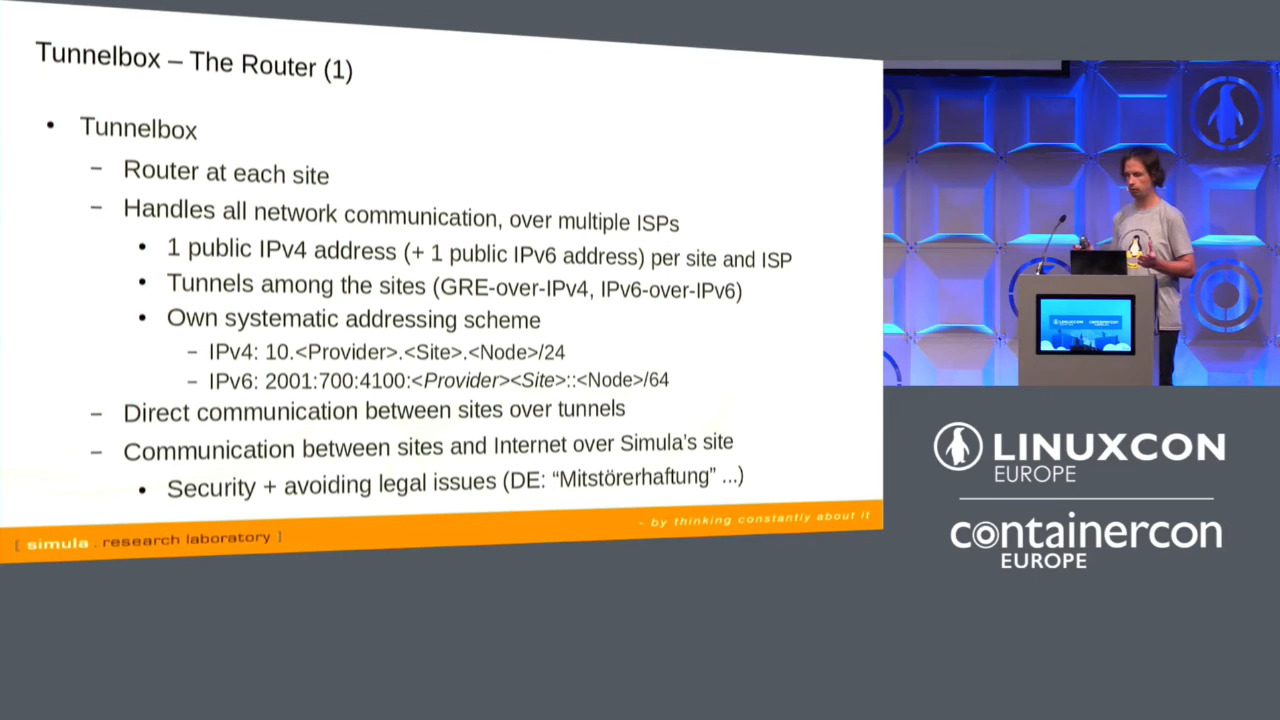 Tunnelbox – The Router (1)
• Tunnelbox
– Router at each site
– Handles all network communication, over multiple ISPs
• 1 public IPv4 address (+ 1 public IPv6 address) per site and ISP
• Tunnels among the sites (GRE-over-IPv4, IPv6-over-IPv6)
• Own systematic addressing scheme
– IPv4: 10.<Provider>.<Site>.<Node>/24
– IPv6: 2001:700:4100:<Provider><Site>::<Node>/64
– Direct communication between sites over tunnels
– Communication between sites and Internet over Simula's site
• Security + avoiding legal issues (DE: “Mitstörerhaftung” ...)
[ simula . research laboratory ]
- by thinking constantly about it
LINUXCON
EUROPE
containercon
EUROPE